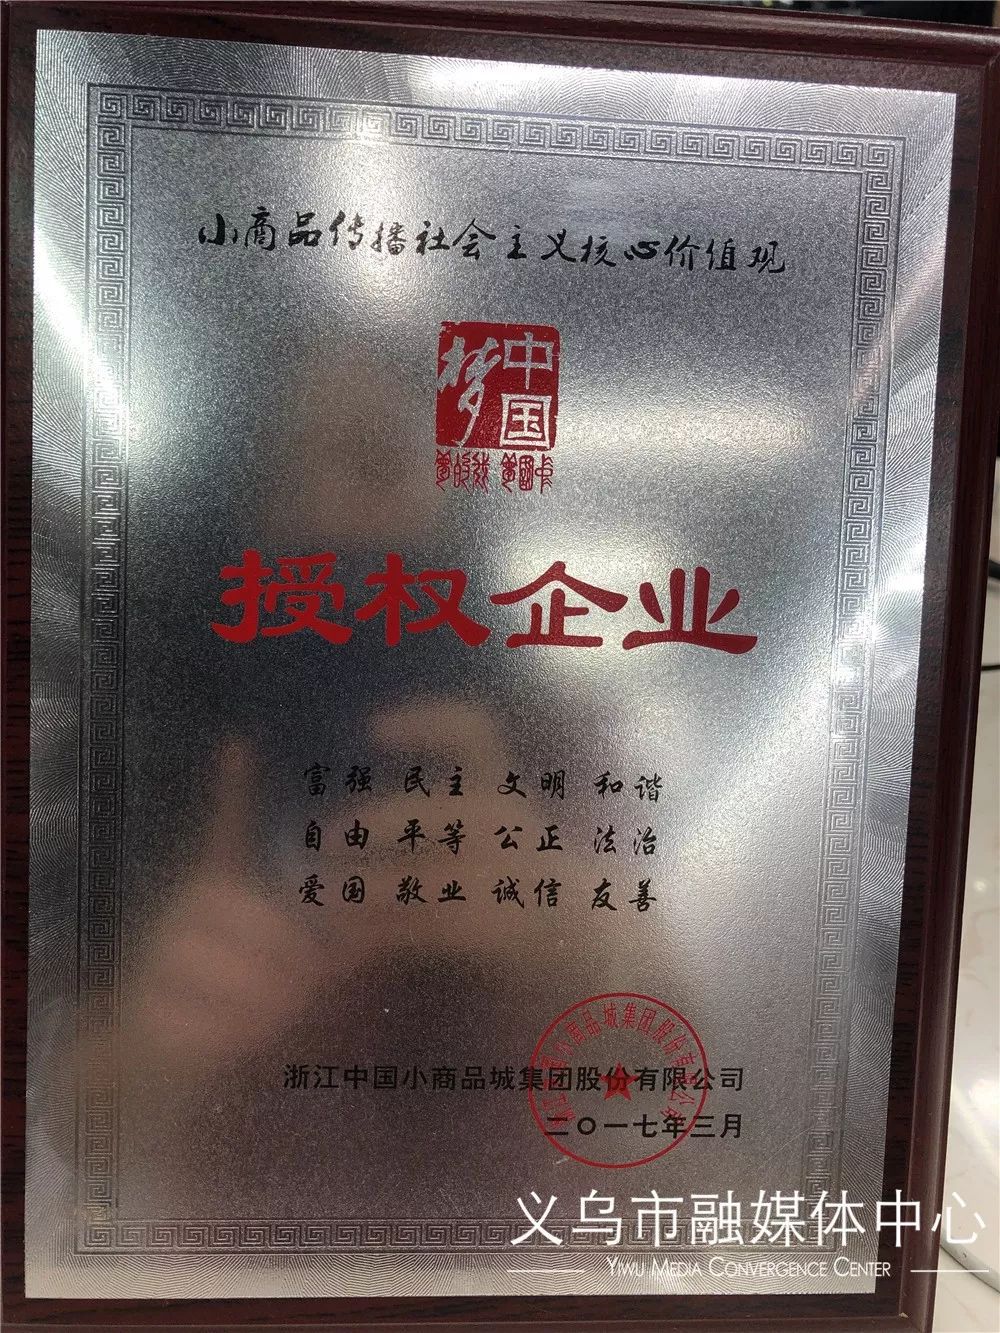 小商品传播社会主义核心价值观
中国
梦
授权企业
富强 民主 文明 和谐
自由 平等 公正 法治
爱国 敬业 诚信 友善
浙江中国小商品城集团股份有限公司
二〇一七年三月
义乌市融媒体中心
YIWU MEDIA CONVERGENCE CENTER